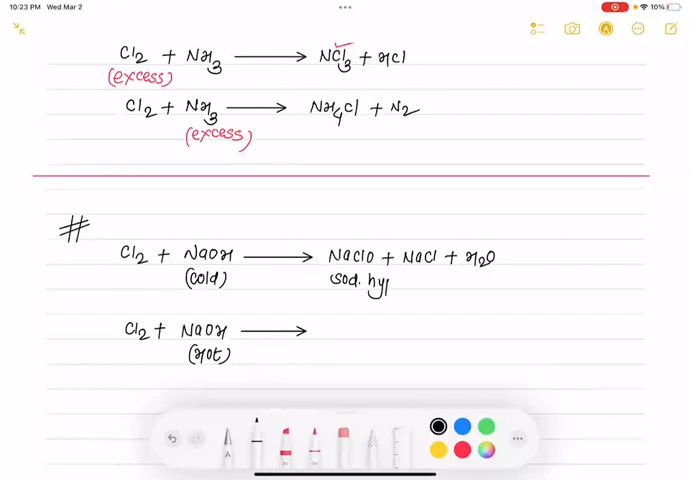 10:23 PM Wed Mar 2
10%
Cl2 + NH3 ⟶ NCl3 + HCl
(excess)
Cl2 + NH3 ⟶ NH4Cl + N2
(excess)
#
Cl2 + NaOH ⟶ NaClO + NaCl + H2O
(cold) sod. hyp
Cl2 + NaOH ⟶
(Hot)
A